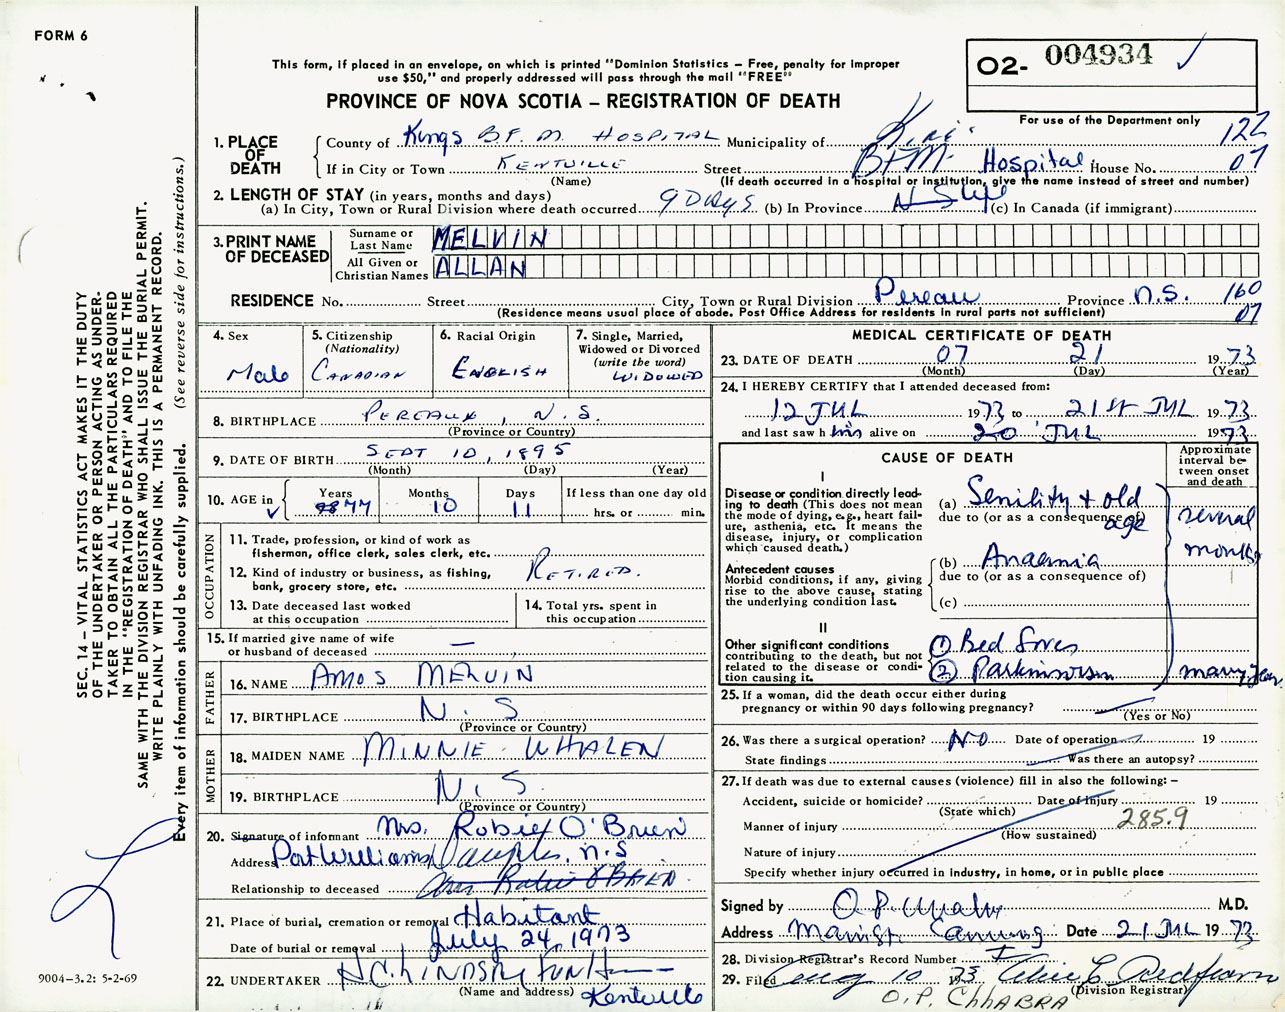 FORM 6
This form, if placed in an envelope, on which is printed "Dominion Statistics – Free, penalty for improper
use $50," and properly addressed will pass through the mail "FREE"
PROVINCE OF NOVA SCOTIA – REGISTRATION OF DEATH
O2- 004934 ✓
For use of the Department only
1. PLACE OF DEATH
County of Kings B.F.M. HOSPITAL Municipality of Kings 122
If in City or Town KENTVILLE Street BFM. Hospital House No. 07
(Name) (If death occurred in a hospital or institution, give the name instead of street and number)
2. LENGTH OF STAY (in years, months and days)
(a) In City, Town or Rural Division where death occurred 9 DAYS (b) In Province (c) In Canada (if immigrant)
3. PRINT NAME OF DECEASED
Surname or Last Name MELVIN
All Given or Christian Names ALLAN
RESIDENCE No. Street City, Town or Rural Division Pereau Province N.S. 160
(Residence means usual place of abode. Post Office Address for residents in rural parts not sufficient) 07
4. Sex Male
5. Citizenship (Nationality) CANADIAN
6. Racial Origin ENGLISH
7. Single, Married, Widowed or Divorced (write the word) WIDOWED
8. BIRTHPLACE PEREAUX, N.S.
(Province or Country)
9. DATE OF BIRTH SEPT 10, 1895
(Month) (Day) (Year)
10. AGE in ✓ Years 77 Months 10 Days 11 If less than one day old hrs. or min.
OCCUPATION
11. Trade, profession, or kind of work as
fisherman, office clerk, sales clerk, etc.
12. Kind of industry or business, as fishing, RETIRED.
bank, grocery store, etc.
13. Date deceased last worked
at this occupation
14. Total yrs. spent in
this occupation
15. If married give name of wife
or husband of deceased —
FATHER
16. NAME AMOS MELVIN
17. BIRTHPLACE N.S
(Province or Country)
MOTHER
18. MAIDEN NAME MINNIE WHALEN
19. BIRTHPLACE N.S
(Province or Country)
20. Signature of informant Mrs. Robie O'Brien
Address Port Williams, N.S
Daughter
Relationship to deceased Mrs Robie O'BRIEN
21. Place of burial, cremation or removal Habitant
Date of burial or removal July 24, 1973
22. UNDERTAKER H.C. LINDSAY FUN H
(Name and address) Kentville
MEDICAL CERTIFICATE OF DEATH
23. DATE OF DEATH 07 21 1973
(Month) (Day) (Year)
24. I HEREBY CERTIFY that I attended deceased from:
12 JUL 1973 to 21st JUL 1973
and last saw h him alive on 20 JUL 1973
CAUSE OF DEATH
Approximate interval between onset and death
I
Disease or condition directly leading to death (This does not mean the mode of dying, e.g., heart failure, asthenia, etc. It means the disease, injury, or complication which caused death.)
(a) Senility + old age
due to (or as a consequence of)
several months
Antecedent causes
Morbid conditions, if any, giving rise to the above cause, stating the underlying condition last.
(b) Anaemia
due to (or as a consequence of)
(c)
II
Other significant conditions
contributing to the death, but not related to the disease or condition causing it.
① Bed Sores
② Parkinsonism many years
25. If a woman, did the death occur either during
pregnancy or within 90 days following pregnancy?
(Yes or No)
26. Was there a surgical operation? NO Date of operation 19
State findings Was there an autopsy?
27. If death was due to external causes (violence) fill in also the following:–
Accident, suicide or homicide? Date of Injury 19
(State which)
Manner of injury 285.9
(How sustained)
Nature of injury
Specify whether injury occurred in industry, in home, or in public place
Signed by M.D.
Address Date 21 JUL 1973
28. Division Registrar's Record Number
29. Filed Aug 10 1973
(Division Registrar)
O.P. CHHABRA
SEC. 14 – VITAL STATISTICS ACT MAKES IT THE DUTY
OF THE UNDERTAKER OR PERSON ACTING AS UNDER-
TAKER TO OBTAIN ALL THE PARTICULARS REQUIRED
IN THE "REGISTRATION OF DEATH" AND TO FILE THE
SAME WITH THE DIVISION REGISTRAR WHO SHALL ISSUE THE BURIAL PERMIT.
WRITE PLAINLY WITH UNFADING INK. THIS IS A PERMANENT RECORD.
Every item of information should be carefully supplied. (See reverse side for instructions.)
9004–3.2: 5-2-69